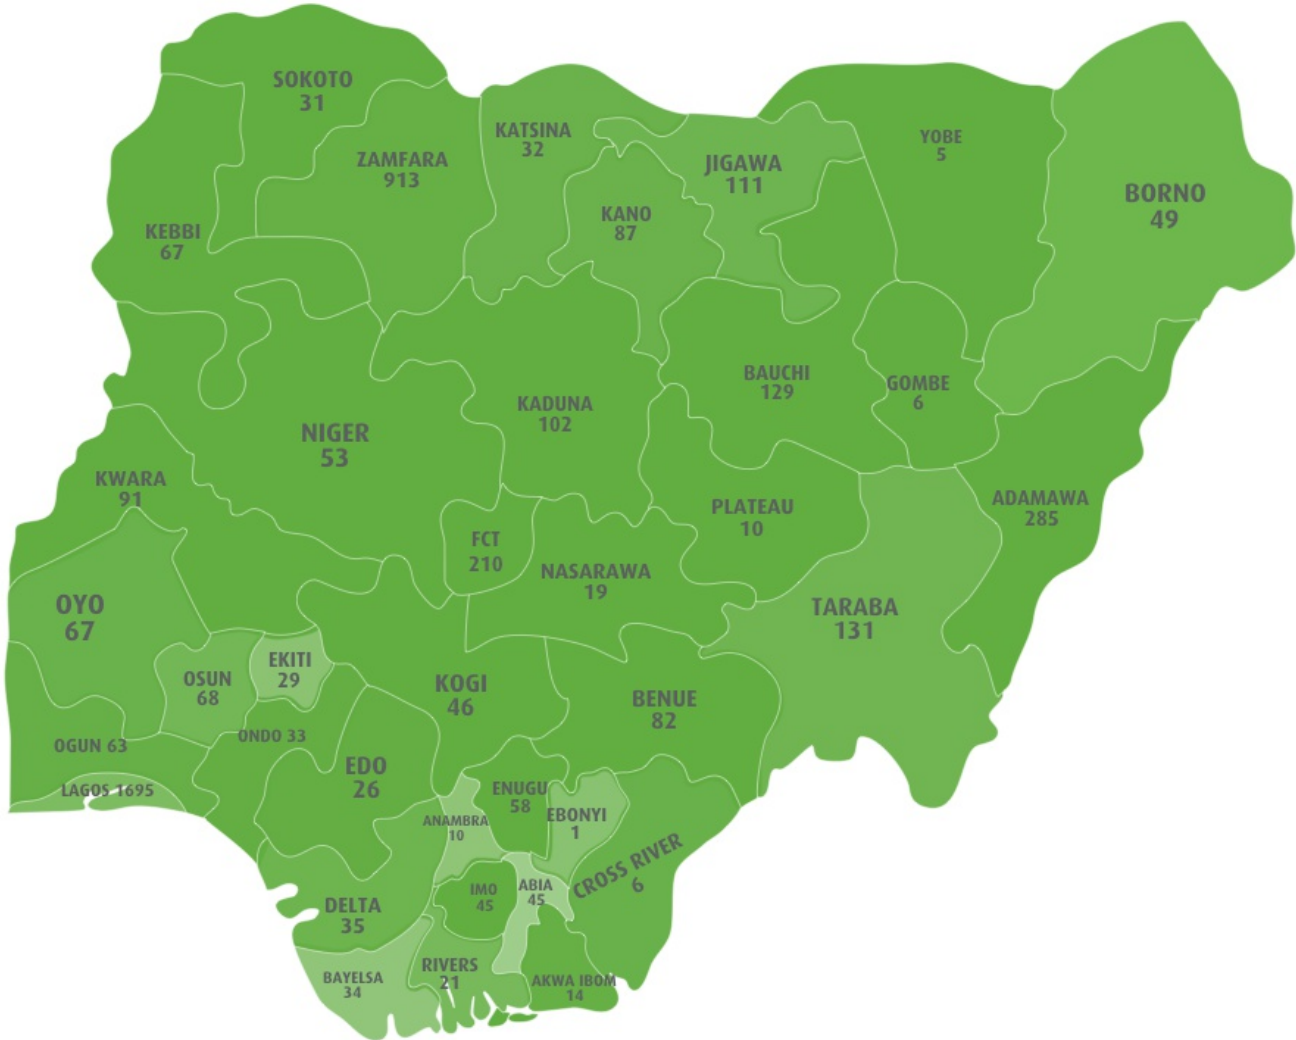 SOKOTO
31
KATSINA
32
YOBE
5
ZAMFARA
913
JIGAWA
111
BORNO
49
KANO
87
KEBBI
67
BAUCHI
129
GOMBE
6
KADUNA
102
NIGER
53
KWARA
91
PLATEAU
10
ADAMAWA
285
FCT
210
NASARAWA
19
OYO
67
TARABA
131
EKITI
29
OSUN
68
KOGI
46
BENUE
82
ONDO 33
OGUN 63
EDO
26
LAGOS 1695
ENUGU
58
EBONYI
1
ANAMBRA
10
CROSS RIVER
6
IMO
45
ABIA
45
DELTA
35
RIVERS
21
BAYELSA
34
AKWA IBOM
14